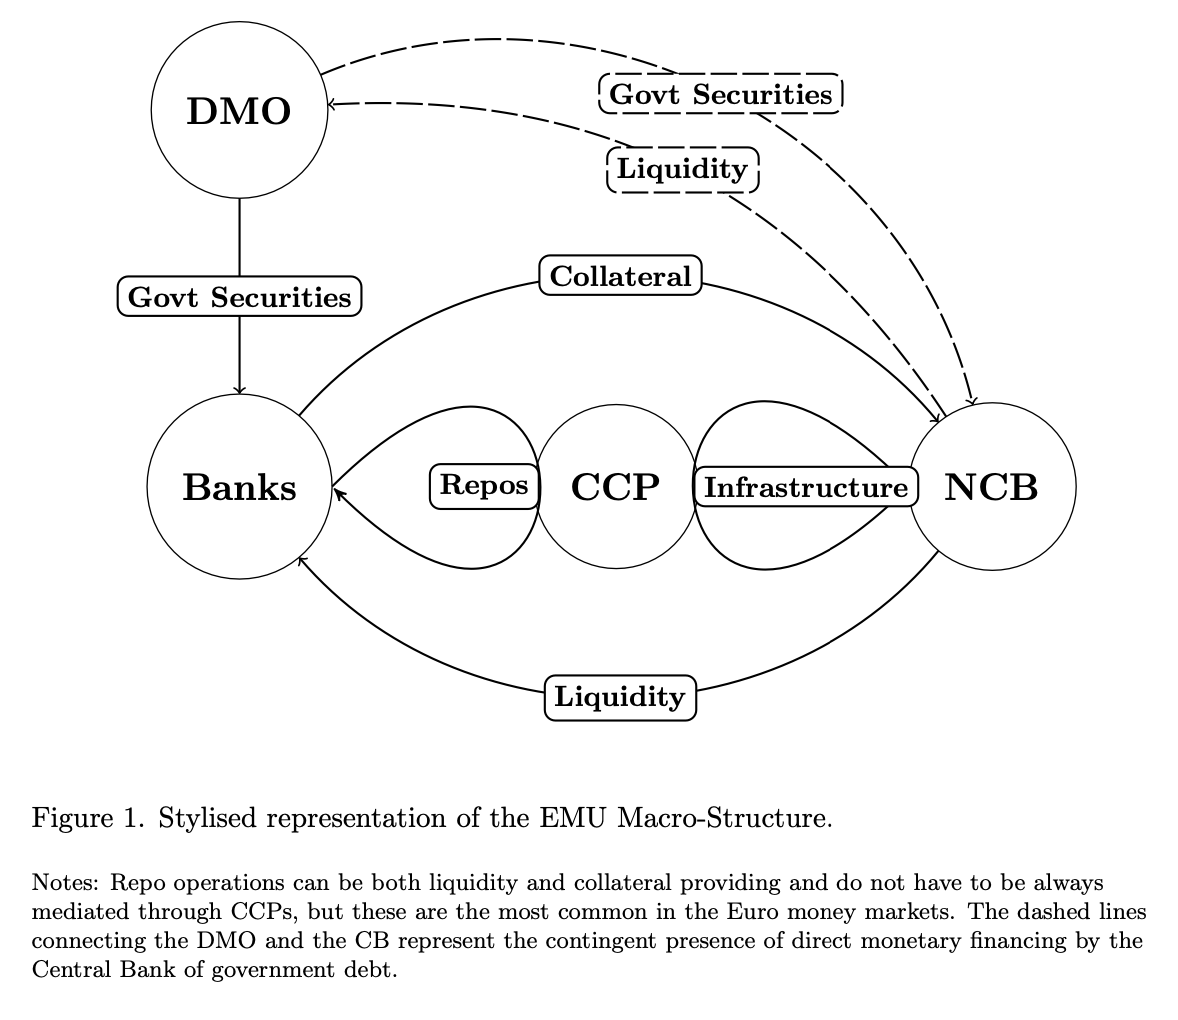 DMO
Govt Securities
Liquidity
Govt Securities
Collateral
Banks
Repos
CCP
Infrastructure
NCB
Liquidity
Figure 1. Stylised representation of the EMU Macro-Structure.
Notes: Repo operations can be both liquidity and collateral providing and do not have to be always
mediated through CCPs, but these are the most common in the Euro money markets. The dashed lines
connecting the DMO and the CB represent the contingent presence of direct monetary financing by the
Central Bank of government debt.